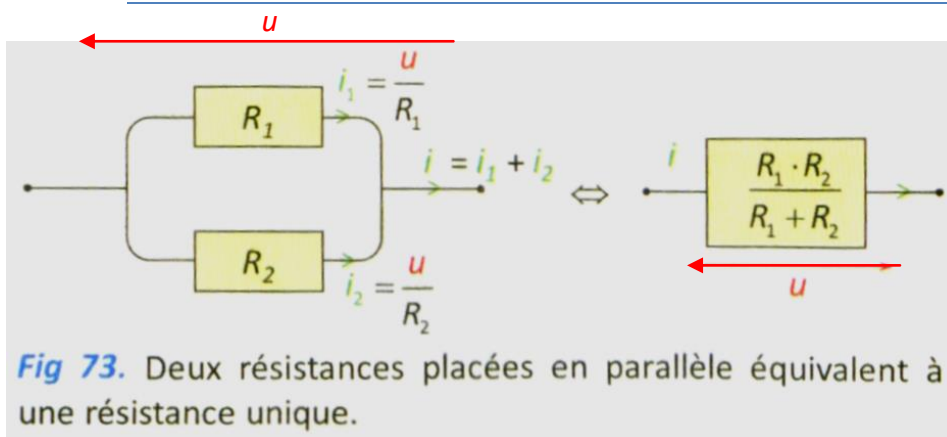 u
i₁ = u/R₁
R₁
i = i₁ + i₂ ⇔ i (R₁ · R₂)/(R₁ + R₂)
R₂
i₂ = u/R₂
u
Fig 73. Deux résistances placées en parallèle équivalent à
une résistance unique.